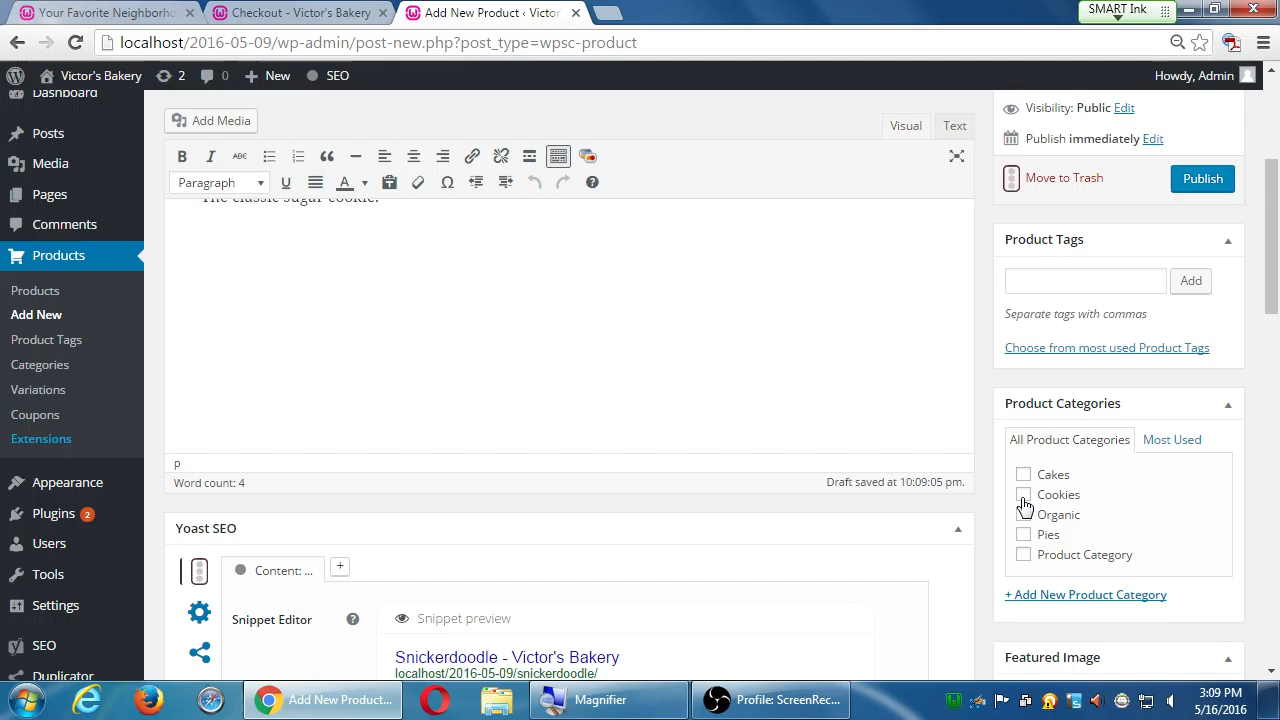 Your Favorite Neighborho
Checkout - Victor's Bakery
Add New Product ‹ Victor
SMART Ink
localhost/2016-05-09/wp-admin/post-new.php?post_type=wpsc-product
Victor's Bakery
2
0
New
SEO
Howdy, Admin
Dashboard
Posts
Media
Pages
Comments
Products
Products
Add New
Product Tags
Categories
Variations
Coupons
Extensions
Appearance
Plugins 2
Users
Tools
Settings
SEO
Duplicator
Add Media
Visual
Text
B I ABC
Paragraph
U A
The classic sugar cookie.
p
Word count: 4
Draft saved at 10:09:05 pm.
Yoast SEO
Content: ...
+
Snippet Editor
Snippet preview
Snickerdoodle - Victor's Bakery
localhost/2016-05-09/snickerdoodle/
Visibility: Public Edit
Publish immediately Edit
Move to Trash
Publish
Product Tags
Add
Separate tags with commas
Choose from most used Product Tags
Product Categories
All Product Categories
Most Used
Cakes
Cookies
Organic
Pies
Product Category
+ Add New Product Category
Featured Image
Add New Product...
Magnifier
Profile: ScreenRec...
3:09 PM
5/16/2016